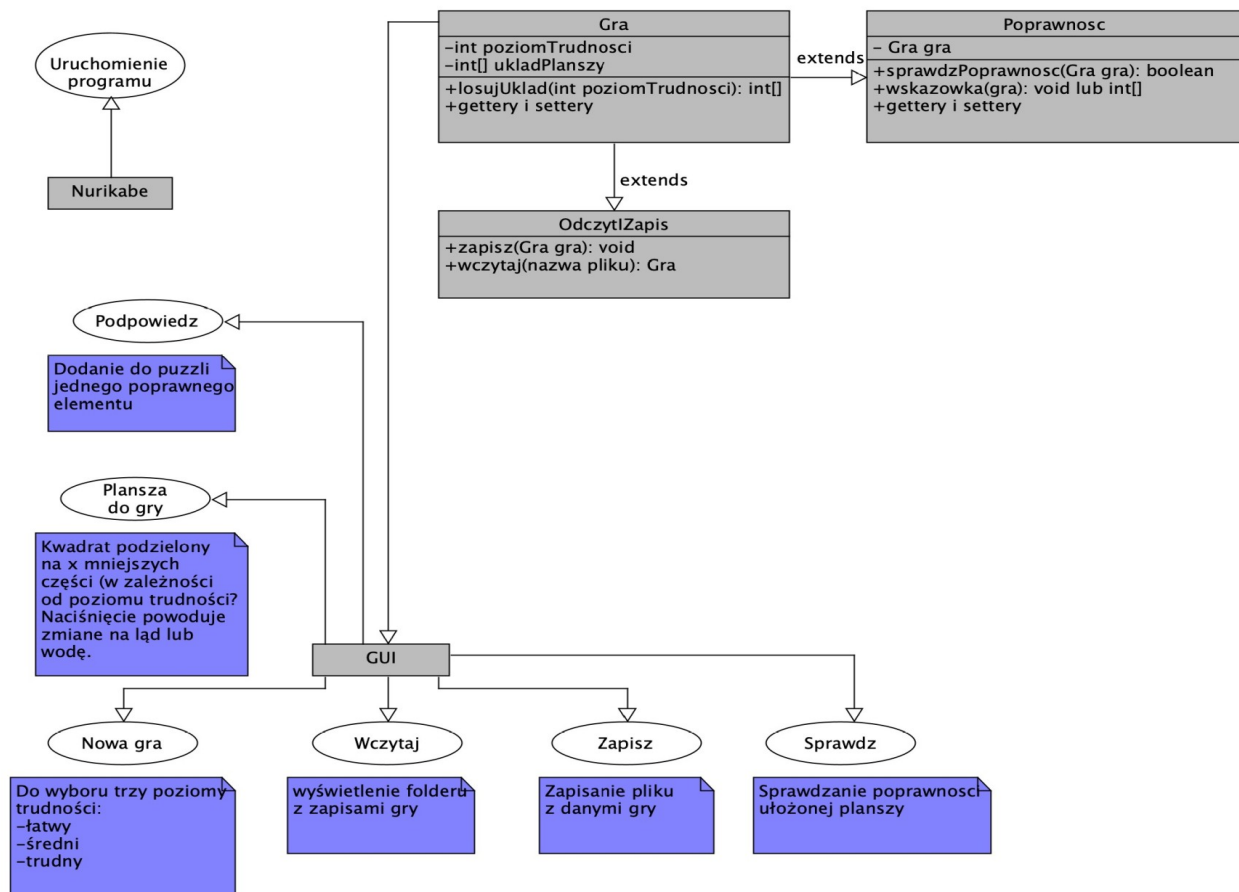 Uruchomienie
programu
Nurikabe
Gra
-int poziomTrudnosci
-int[] ukladPlanszy
+losujUklad(int poziomTrudnosci): int[]
+gettery i settery
extends
Poprawnosc
- Gra gra
+sprawdzPoprawnosc(Gra gra): boolean
+wskazowka(gra): void lub int[]
+gettery i settery
extends
OdczytIZapis
+zapisz(Gra gra): void
+wczytaj(nazwa pliku): Gra
Podpowiedz
Dodanie do puzzli
jednego poprawnego
elementu
Plansza
do gry
Kwadrat podzielony
na x mniejszych
części (w zależności
od poziomu trudności?
Naciśnięcie powoduje
zmiane na ląd lub
wodę.
GUI
Nowa gra
Wczytaj
Zapisz
Sprawdz
Do wyboru trzy poziomy
trudności:
-łatwy
-średni
-trudny
wyświetlenie folderu
z zapisami gry
Zapisanie pliku
z danymi gry
Sprawdzanie poprawnosci
ułożonej planszy